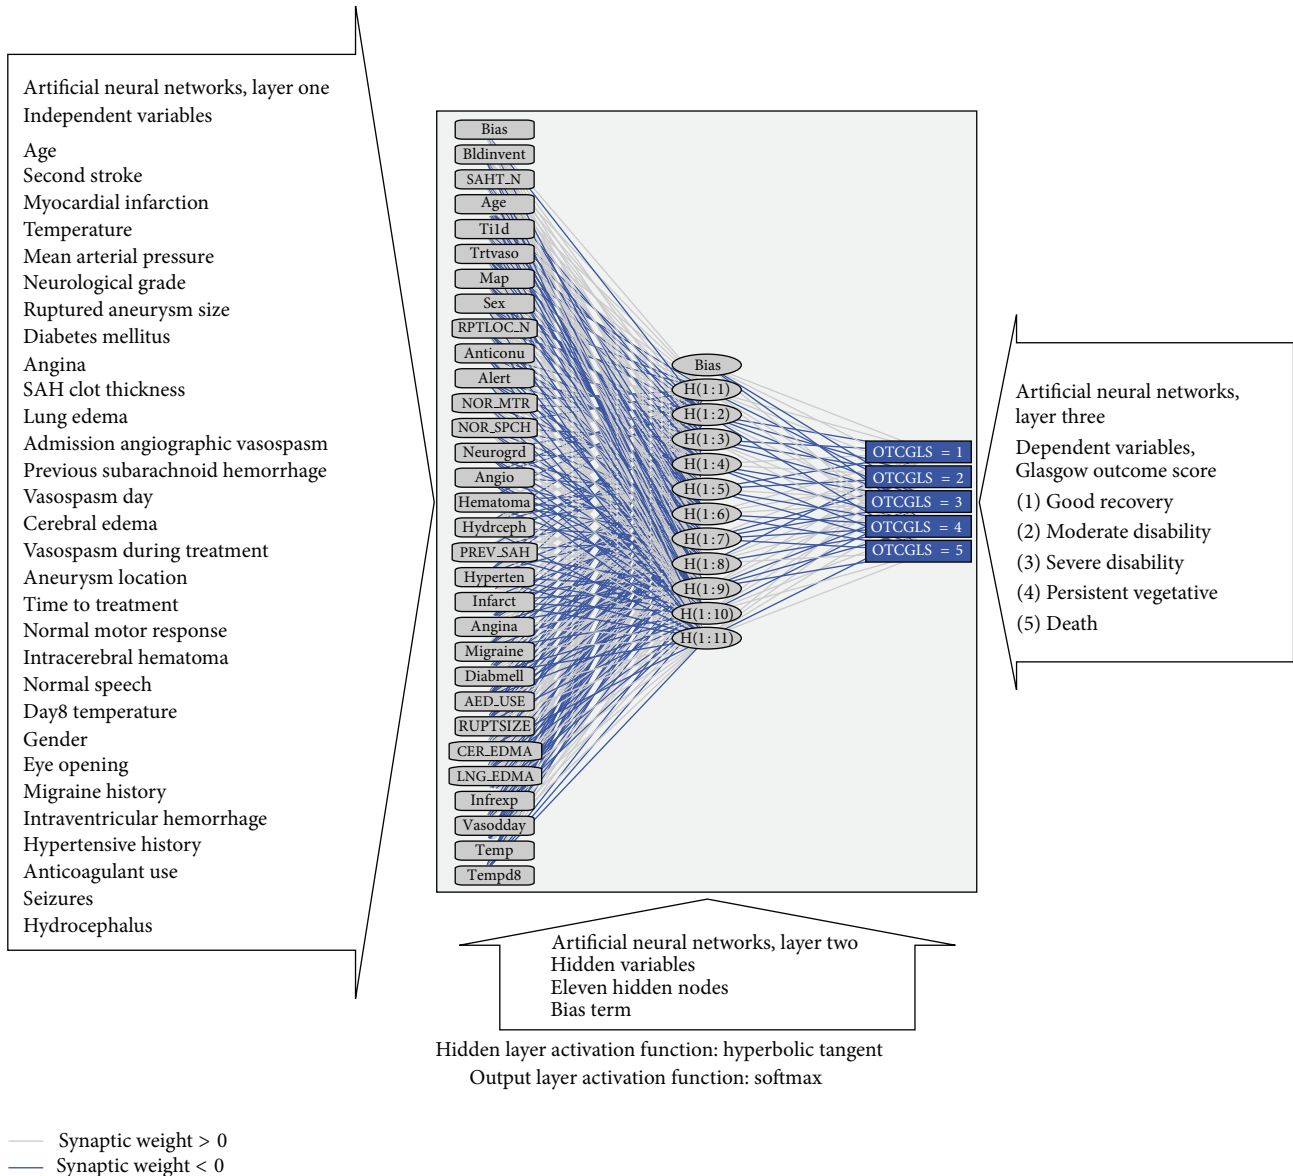 Artificial neural networks, layer one
Independent variables
Age
Second stroke
Myocardial infarction
Temperature
Mean arterial pressure
Neurological grade
Ruptured aneurysm size
Diabetes mellitus
Angina
SAH clot thickness
Lung edema
Admission angiographic vasospasm
Previous subarachnoid hemorrhage
Vasospasm day
Cerebral edema
Vasospasm during treatment
Aneurysm location
Time to treatment
Normal motor response
Intracerebral hematoma
Normal speech
Day8 temperature
Gender
Eye opening
Migraine history
Intraventricular hemorrhage
Hypertensive history
Anticoagulant use
Seizures
Hydrocephalus
Bias
Bldinvent
SAHT_N
Age
Ti1d
Trtvaso
Map
Sex
RPTLOC_N
Anticonu
Alert
NOR_MTR
NOR_SPCH
Neurogrd
Angio
Hematoma
Hydrceph
PREV_SAH
Hyperten
Infarct
Angina
Migraine
Diabmell
AED_USE
RUPTSIZE
CER_EDMA
LNG_EDMA
Infrexp
Vasodday
Temp
Tempd8
Bias
H(1:1)
H(1:2)
H(1:3)
H(1:4)
H(1:5)
H(1:6)
H(1:7)
H(1:8)
H(1:9)
H(1:10)
H(1:11)
OTCGLS = 1
OTCGLS = 2
OTCGLS = 3
OTCGLS = 4
OTCGLS = 5
Artificial neural networks,
layer three
Dependent variables,
Glasgow outcome score
(1) Good recovery
(2) Moderate disability
(3) Severe disability
(4) Persistent vegetative
(5) Death
Artificial neural networks, layer two
Hidden variables
Eleven hidden nodes
Bias term
Hidden layer activation function: hyperbolic tangent
Output layer activation function: softmax
Synaptic weight > 0
Synaptic weight < 0